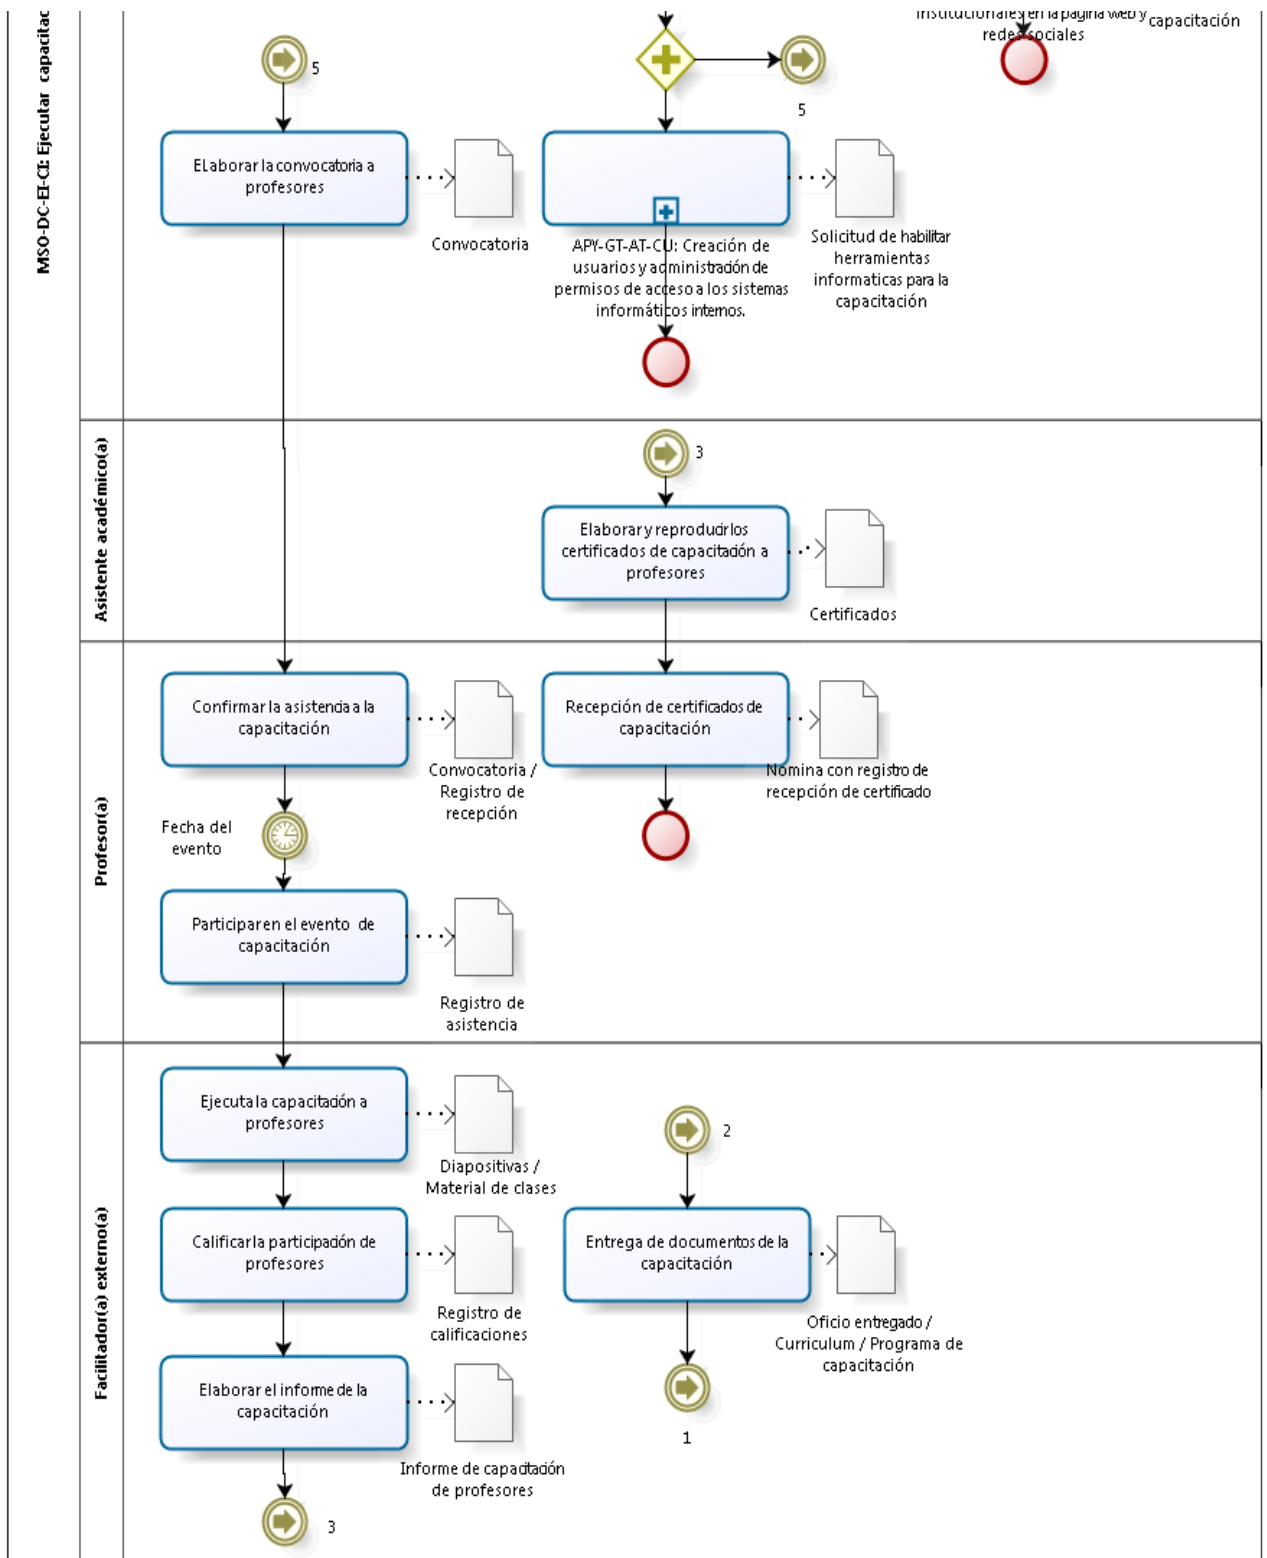 MSO-DC-EI-CI: Ejecutar capacitac
institucionales en la pagina web y
redes sociales
capacitación
5
5
ELaborar la convocatoria a
profesores
Convocatoria
APY-GT-AT-CU: Creación de
usuarios y administración de
permisos de acceso a los sistemas
informáticos internos.
Solicitud de habilitar
herramientas
informaticas para la
capacitación
Asistente académico(a)
3
Elaborar y reproducir los
certificados de capacitación a
profesores
Certificados
Profesor(a)
Confirmar la asistencia a la
capacitación
Convocatoria /
Registro de
recepción
Recepción de certificados de
capacitación
Nómina con registro de
recepción de certificado
Fecha del
evento
Participar en el evento de
capacitación
Registro de
asistencia
Facilitador(a) externo(a)
Ejecuta la capacitación a
profesores
Diapositivas /
Material de clases
2
Calificar la participación de
profesores
Registro de
calificaciones
Entrega de documentos de la
capacitación
Oficio entregado /
Curriculum / Programa de
capacitación
Elaborar el informe de la
capacitación
Informe de capacitación
de profesores
1
3